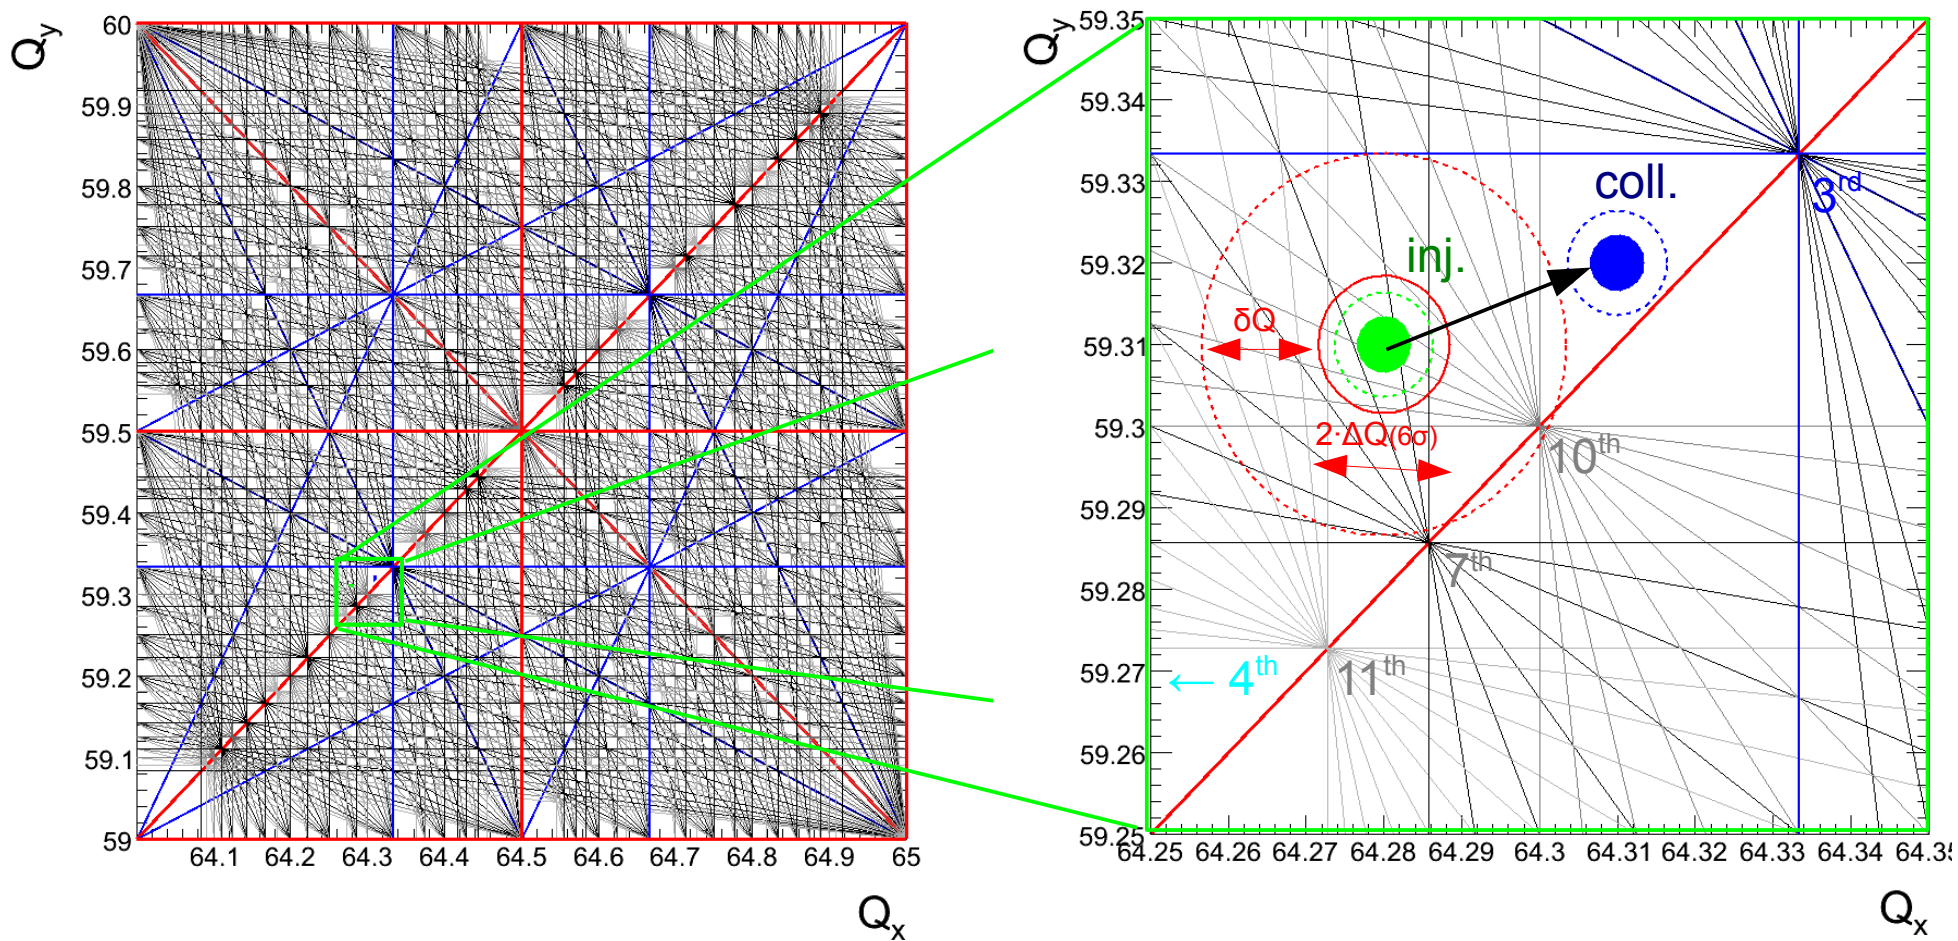 Qy
60
59.9
59.8
59.7
59.6
59.5
59.4
59.3
59.2
59.1
59
64.1 64.2 64.3 64.4 64.5 64.6 64.7 64.8 64.9 65
Qx
Qy
59.35
59.34
59.33
59.32
59.31
59.3
59.29
59.28
59.27
59.26
59.25
64.25 64.26 64.27 64.28 64.29 64.3 64.31 64.32 64.33 64.34 64.35
Qx
3rd
coll.
inj.
δQ
2·ΔQ(6σ)
10th
7th
11th
← 4th